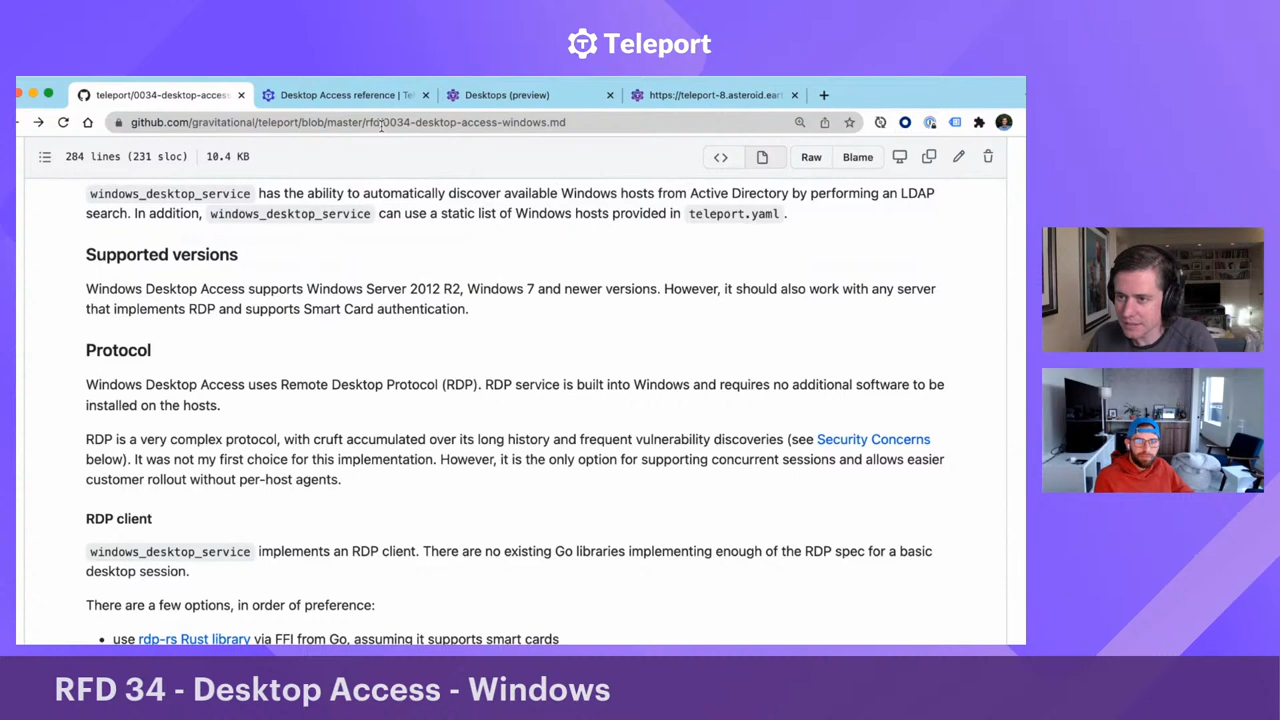 Teleport
teleport/0034-desktop-access-
Desktop Access reference | Tel
Desktops (preview)
https://teleport-8.asteroid.eart
github.com/gravitational/teleport/blob/master/rfd/0034-desktop-access-windows.md
284 lines (231 sloc) 10.4 KB
Raw
Blame
windows_desktop_service has the ability to automatically discover available Windows hosts from Active Directory by performing an LDAP
search. In addition, windows_desktop_service can use a static list of Windows hosts provided in teleport.yaml .
Supported versions
Windows Desktop Access supports Windows Server 2012 R2, Windows 7 and newer versions. However, it should also work with any server
that implements RDP and supports Smart Card authentication.
Protocol
Windows Desktop Access uses Remote Desktop Protocol (RDP). RDP service is built into Windows and requires no additional software to be
installed on the hosts.
RDP is a very complex protocol, with cruft accumulated over its long history and frequent vulnerability discoveries (see Security Concerns
below). It was not my first choice for this implementation. However, it is the only option for supporting concurrent sessions and allows easier
customer rollout without per-host agents.
RDP client
windows_desktop_service implements an RDP client. There are no existing Go libraries implementing enough of the RDP spec for a basic
desktop session.
There are a few options, in order of preference:
• use rdp-rs Rust library via FFI from Go, assuming it supports smart cards
RFD 34 - Desktop Access - Windows